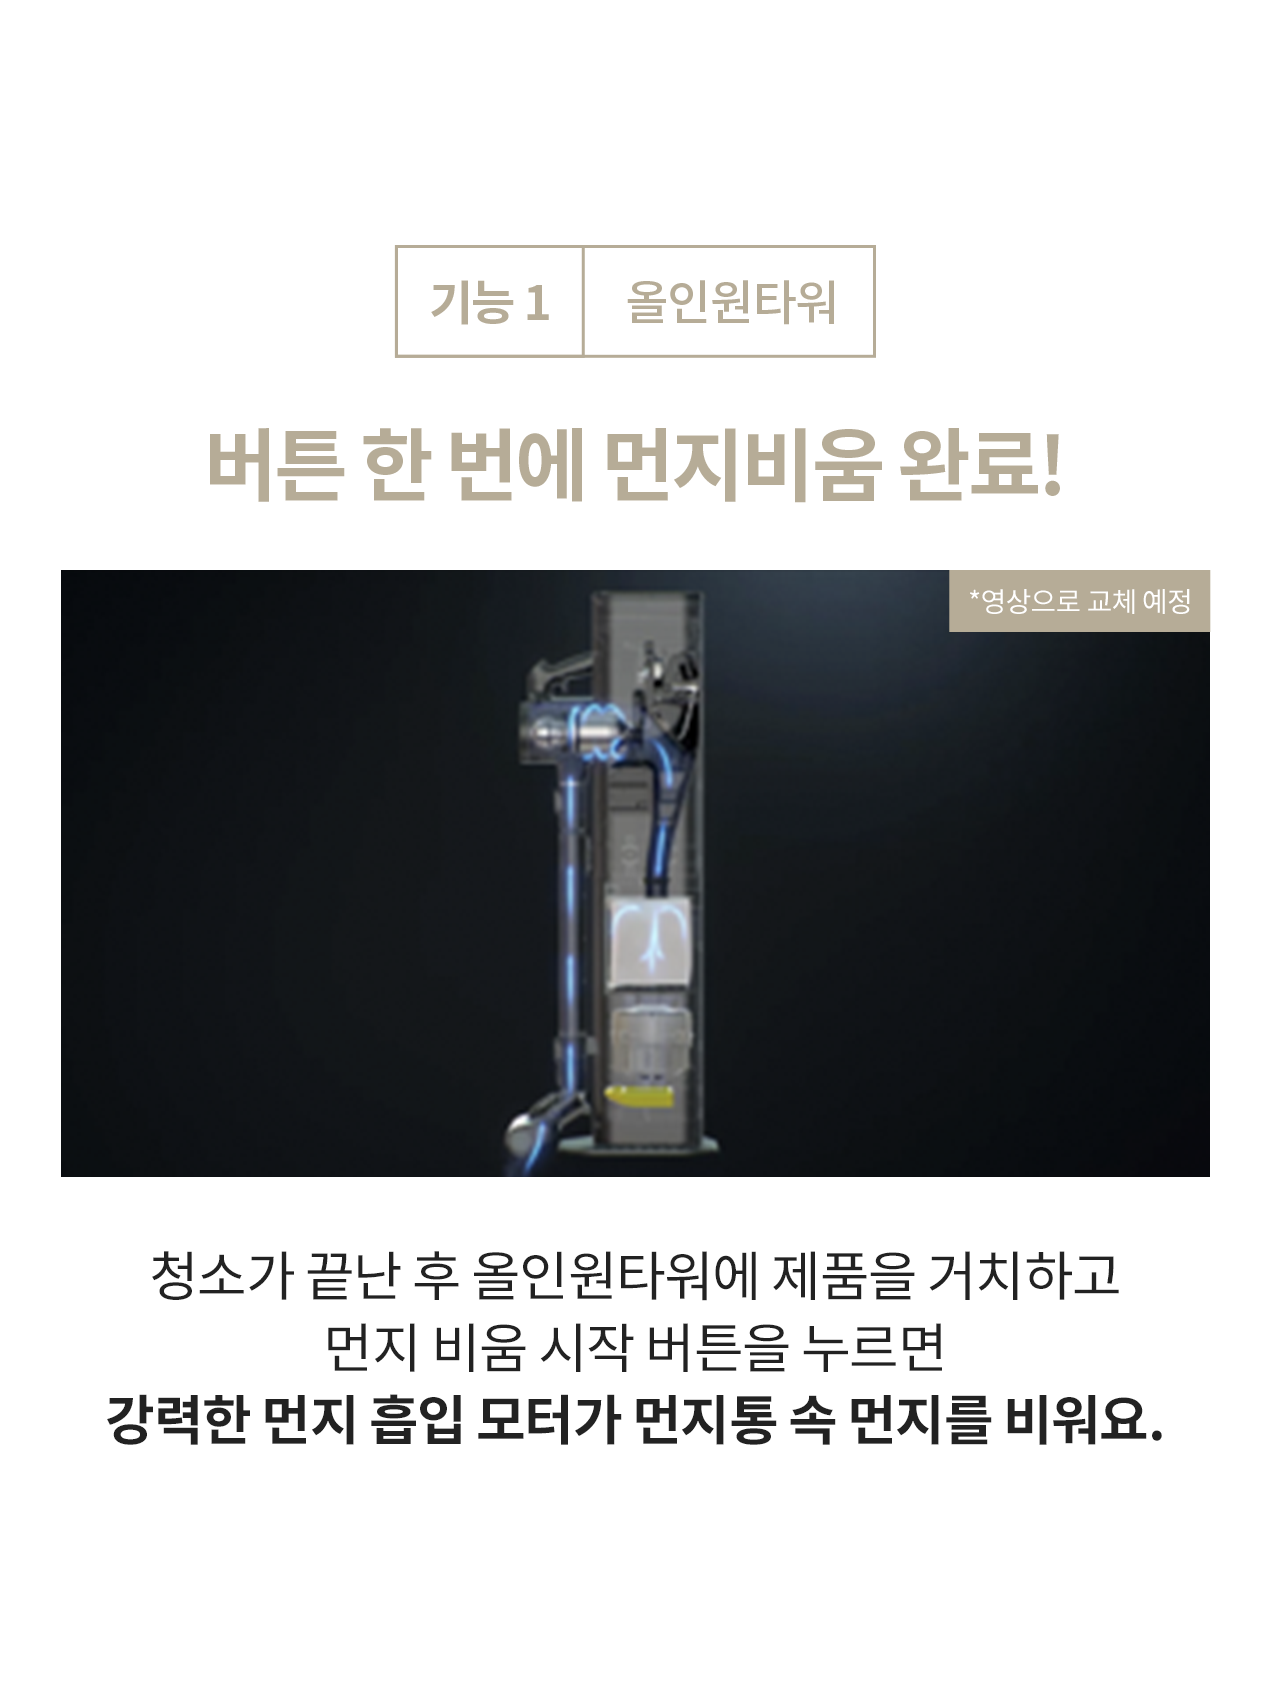 기능 1
올인원타워
버튼 한 번에 먼지비움 완료!
*영상으로 교체 예정
청소가 끝난 후 올인원타워에 제품을 거치하고
먼지 비움 시작 버튼을 누르면
강력한 먼지 흡입 모터가 먼지통 속 먼지를 비워요.